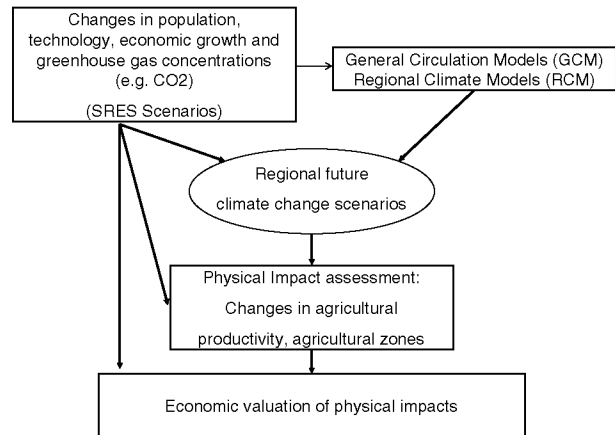 Changes in population,
technology, economic growth and
greenhouse gas concentrations
(e.g. CO2)
(SRES Scenarios)
General Circulation Models (GCM)
Regional Climate Models (RCM)
Regional future
climate change scenarios
Physical Impact assessment:
Changes in agricultural
productivity, agricultural zones
Economic valuation of physical impacts